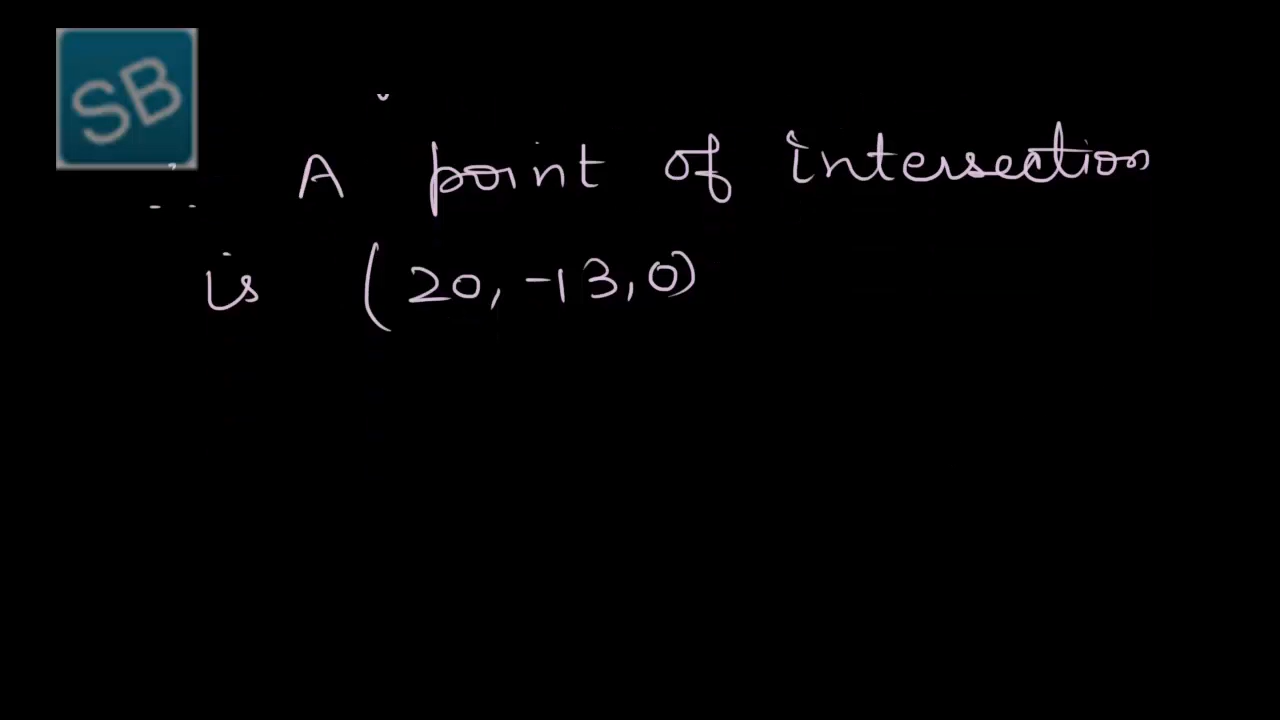 SB
∴ A point of intersection
is (20, -13, 0)